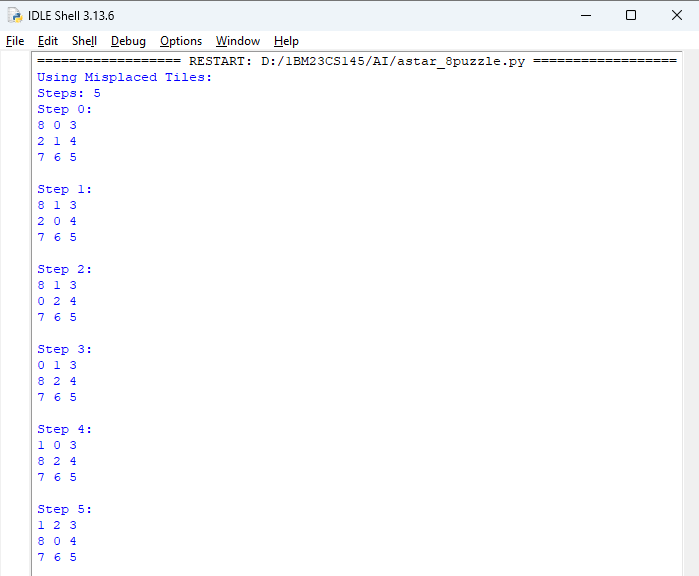 IDLE Shell 3.13.6
File Edit Shell Debug Options Window Help
================== RESTART: D:/1BM23CS145/AI/astar_8puzzle.py ==================
Using Misplaced Tiles:
Steps: 5
Step 0:
8 0 3
2 1 4
7 6 5

Step 1:
8 1 3
2 0 4
7 6 5

Step 2:
8 1 3
0 2 4
7 6 5

Step 3:
0 1 3
8 2 4
7 6 5

Step 4:
1 0 3
8 2 4
7 6 5

Step 5:
1 2 3
8 0 4
7 6 5